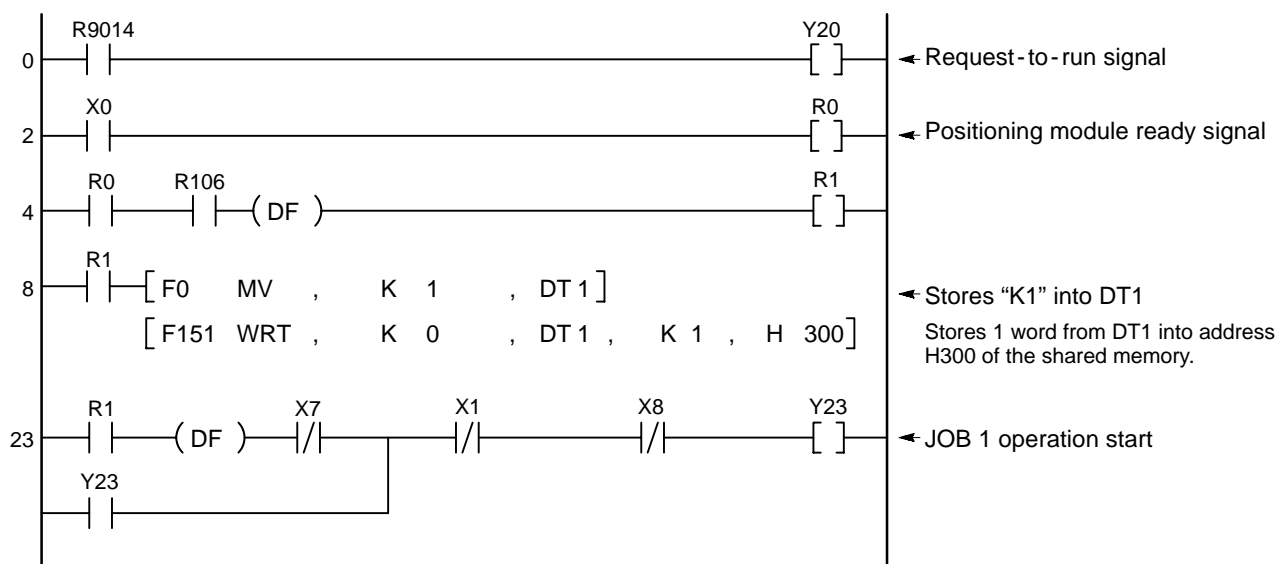 R9014 Y20
0 Request-to-run signal
X0 R0
2 Positioning module ready signal
R0 R106 R1
4 ( DF )
R1
8 [F0 MV , K 1 , DT 1] Stores “K1” into DT1
[F151 WRT , K 0 , DT 1 , K 1 , H 300] Stores 1 word from DT1 into address
H300 of the shared memory.
R1 X7 X1 X8 Y23
23 ( DF ) JOB 1 operation start
Y23